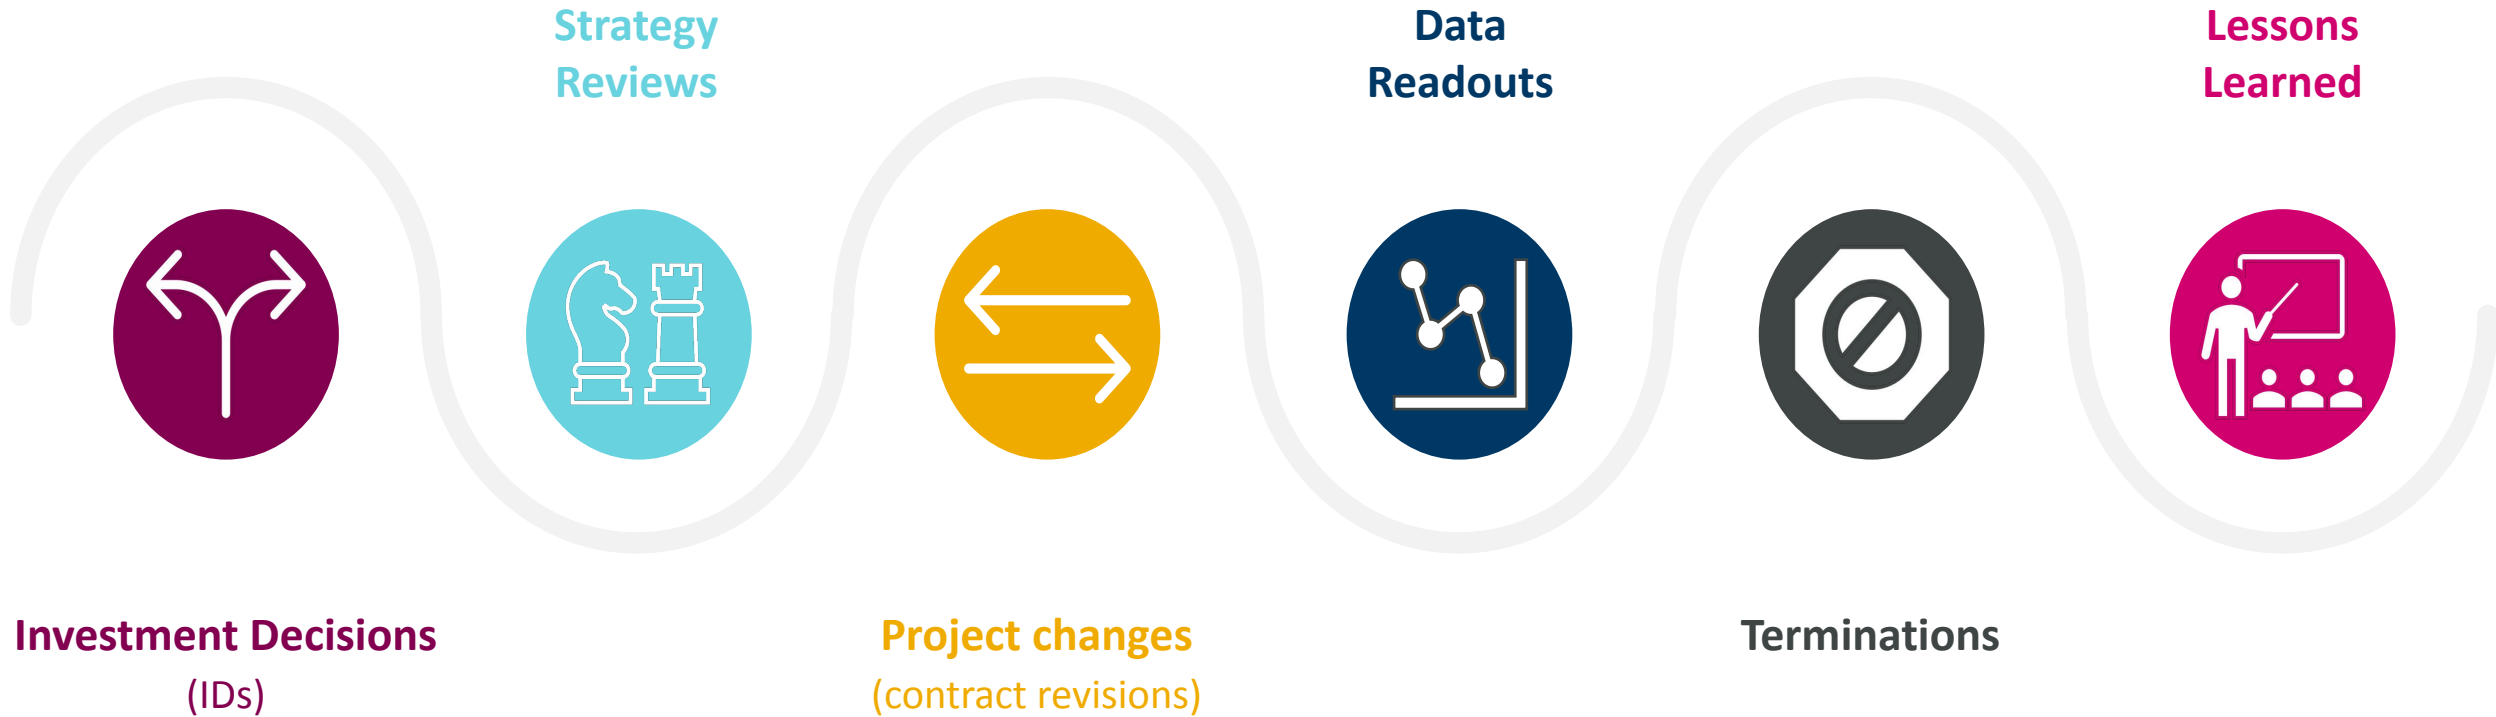 Strategy
Reviews
Data
Readouts
Lessons
Learned
Investment Decisions
(IDs)
Project changes
(contract revisions)
Terminations